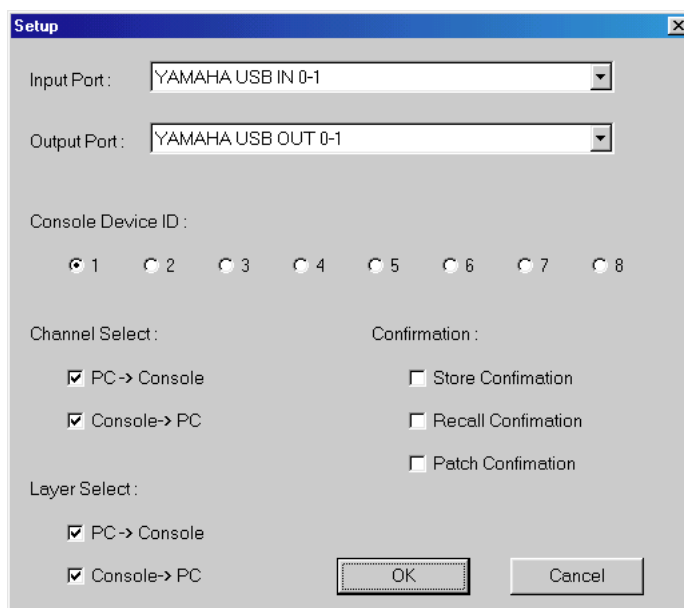 Setup
Input Port : YAMAHA USB IN 0-1
Output Port : YAMAHA USB OUT 0-1
Console Device ID :
1 2 3 4 5 6 7 8
Channel Select : Confirmation :
PC -> Console Store Confimation
Console-> PC Recall Confimation
Patch Confimation
Layer Select :
PC -> Console
Console-> PC OK Cancel